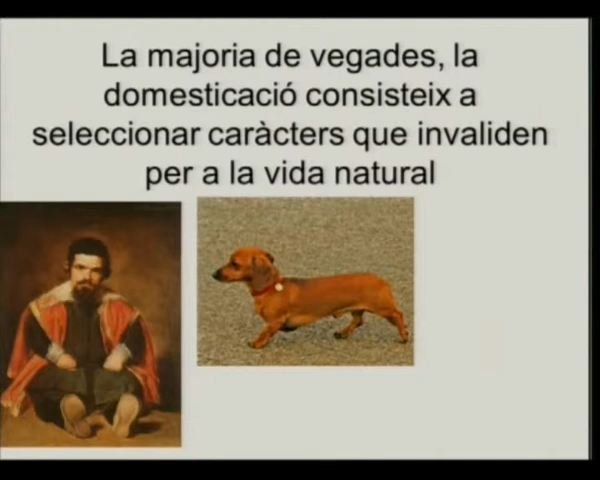 La majoria de vegades, la
domesticació consisteix a
seleccionar caràcters que invaliden
per a la vida natural